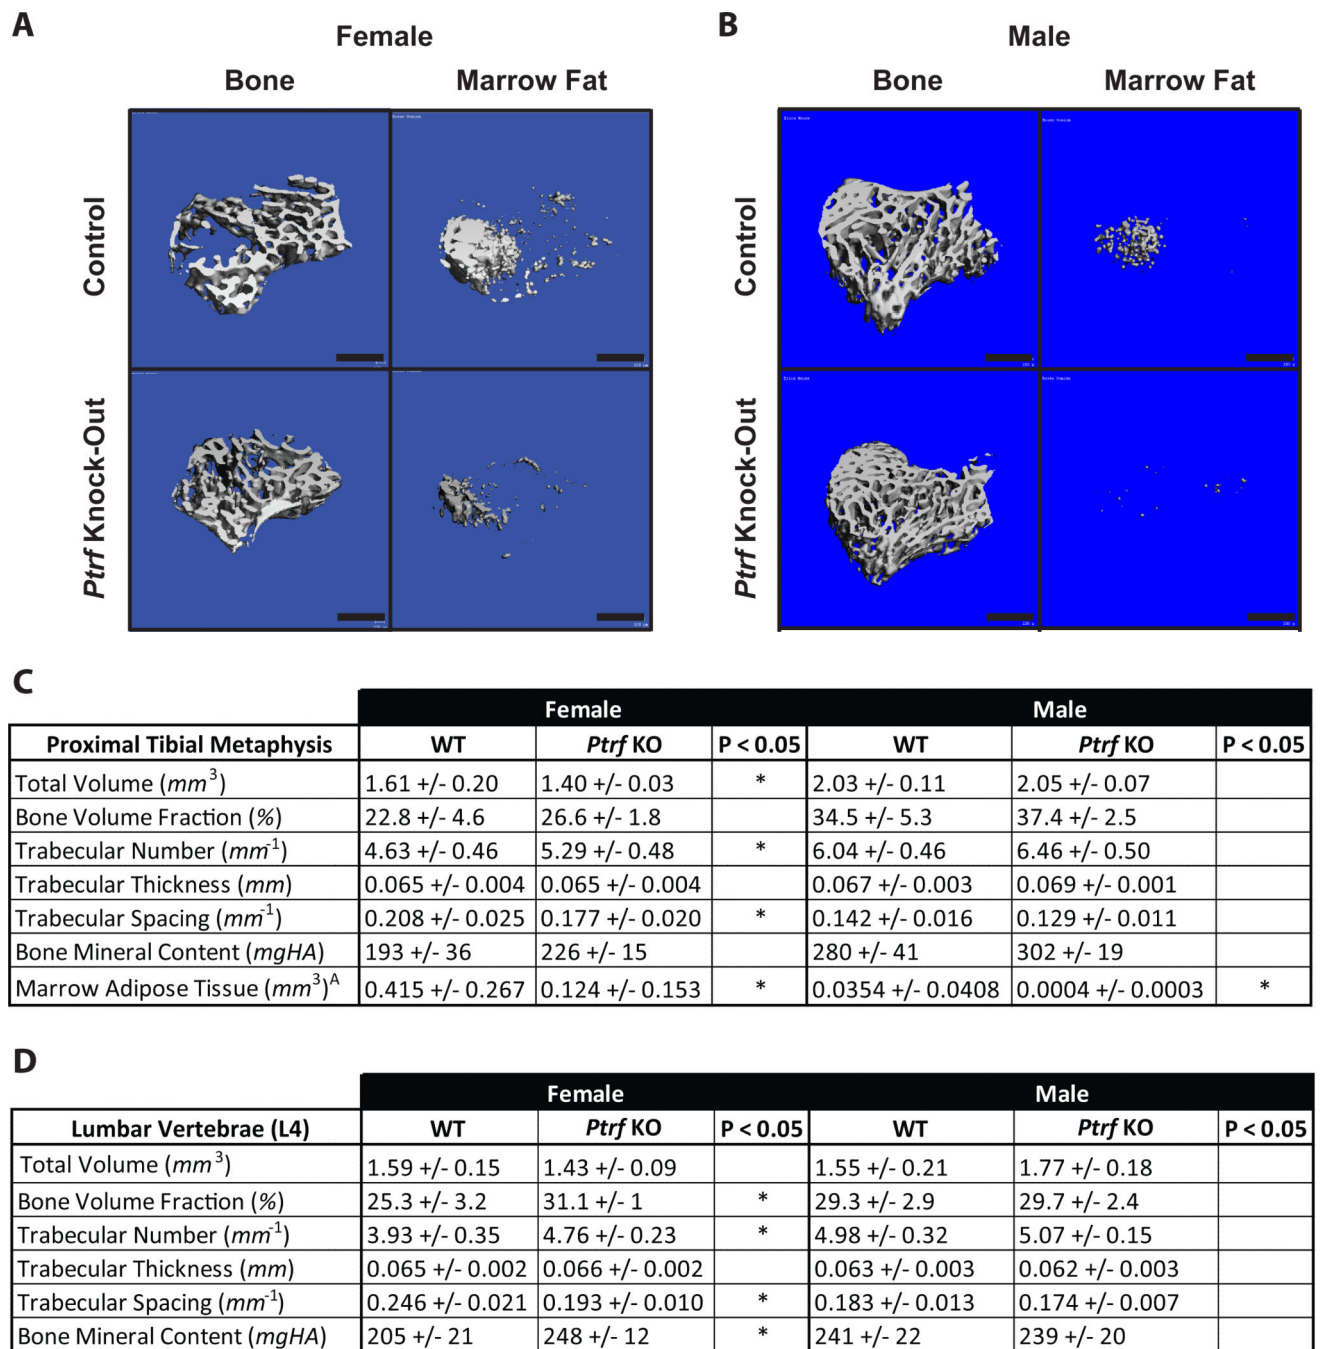 A
Female
Bone Marrow Fat
Control
Ptrf Knock-Out
B
Male
Bone Marrow Fat
Control
Ptrf Knock-Out
C
Female Male
Proximal Tibial Metaphysis WT Ptrf KO P < 0.05 WT Ptrf KO P < 0.05
Total Volume (mm³) 1.61 +/- 0.20 1.40 +/- 0.03 * 2.03 +/- 0.11 2.05 +/- 0.07
Bone Volume Fraction (%) 22.8 +/- 4.6 26.6 +/- 1.8 34.5 +/- 5.3 37.4 +/- 2.5
Trabecular Number (mm⁻¹) 4.63 +/- 0.46 5.29 +/- 0.48 * 6.04 +/- 0.46 6.46 +/- 0.50
Trabecular Thickness (mm) 0.065 +/- 0.004 0.065 +/- 0.004 0.067 +/- 0.003 0.069 +/- 0.001
Trabecular Spacing (mm⁻¹) 0.208 +/- 0.025 0.177 +/- 0.020 * 0.142 +/- 0.016 0.129 +/- 0.011
Bone Mineral Content (mgHA) 193 +/- 36 226 +/- 15 280 +/- 41 302 +/- 19
Marrow Adipose Tissue (mm³)ᴬ 0.415 +/- 0.267 0.124 +/- 0.153 * 0.0354 +/- 0.0408 0.0004 +/- 0.0003 *
D
Female Male
Lumbar Vertebrae (L4) WT Ptrf KO P < 0.05 WT Ptrf KO P < 0.05
Total Volume (mm³) 1.59 +/- 0.15 1.43 +/- 0.09 1.55 +/- 0.21 1.77 +/- 0.18
Bone Volume Fraction (%) 25.3 +/- 3.2 31.1 +/- 1 * 29.3 +/- 2.9 29.7 +/- 2.4
Trabecular Number (mm⁻¹) 3.93 +/- 0.35 4.76 +/- 0.23 * 4.98 +/- 0.32 5.07 +/- 0.15
Trabecular Thickness (mm) 0.065 +/- 0.002 0.066 +/- 0.002 0.063 +/- 0.003 0.062 +/- 0.003
Trabecular Spacing (mm⁻¹) 0.246 +/- 0.021 0.193 +/- 0.010 * 0.183 +/- 0.013 0.174 +/- 0.007
Bone Mineral Content (mgHA) 205 +/- 21 248 +/- 12 * 241 +/- 22 239 +/- 20